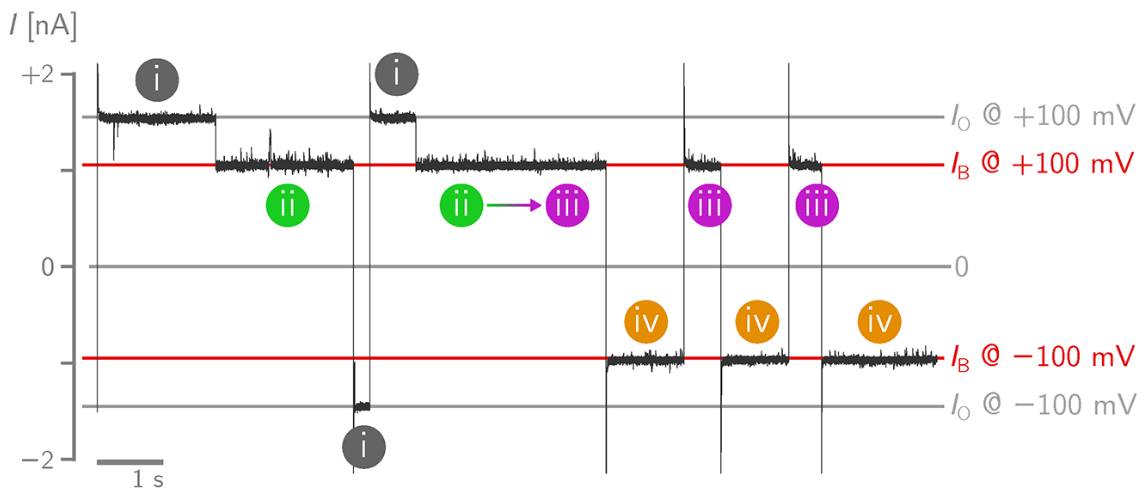 I [nA]
+2
i
i
I_O @ +100 mV
I_B @ +100 mV
ii
ii
iii
iii
iii
0
0
iv
iv
iv
I_B @ −100 mV
I_O @ −100 mV
i
−2
1 s